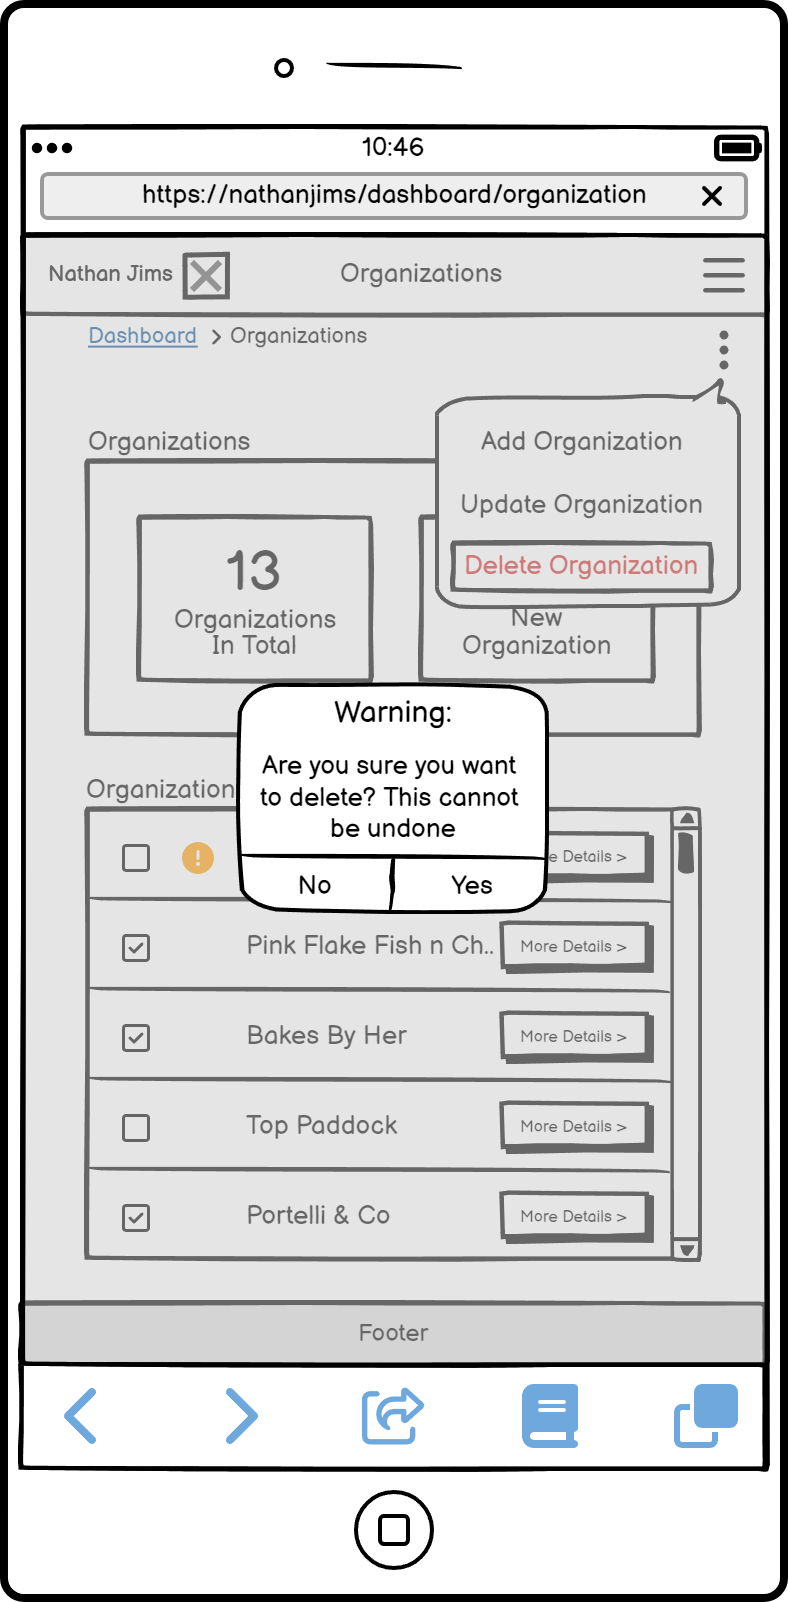 10:46
https://nathanjims/dashboard/organization
Nathan Jims
Organizations
Dashboard > Organizations
Organizations
Add Organization
Update Organization
Delete Organization
13
Organizations
In Total
New
Organization
Warning:
Are you sure you want
to delete? This cannot
be undone
No
Yes
Organization
Details >
Pink Flake Fish n Ch..
More Details >
Bakes By Her
More Details >
Top Paddock
More Details >
Portelli & Co
More Details >
Footer